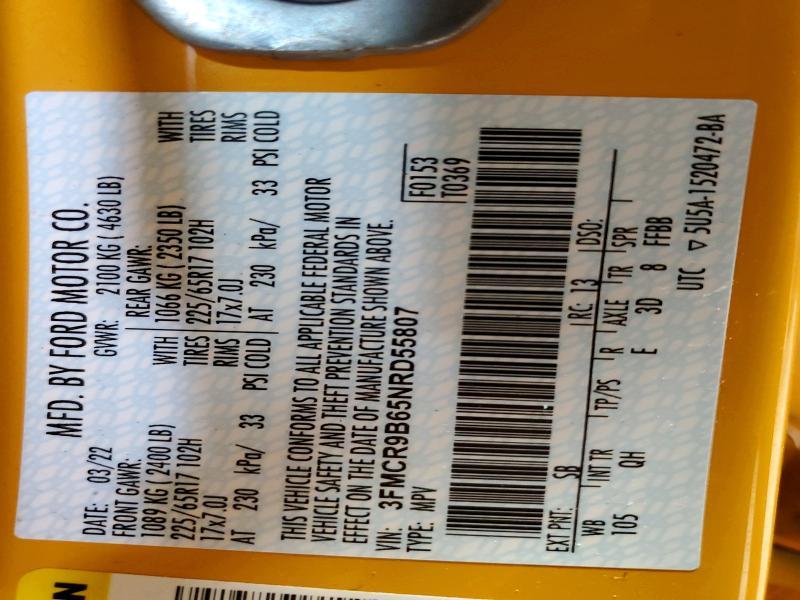 MFD. BY FORD MOTOR CO.
DATE: 03/22 GVWR: 2100 KG ( 4630 LB)
FRONT GAWR: REAR GAWR:
1089 KG ( 2400 LB) WITH 1066 KG ( 2350 LB) WITH
225/65R17 102H TIRES 225/65R17 102H TIRES
17x7.0J RIMS 17x7.0J RIMS
AT 230 kPa/ 33 PSI COLD AT 230 kPa/ 33 PSI COLD
THIS VEHICLE CONFORMS TO ALL APPLICABLE FEDERAL MOTOR
VEHICLE SAFETY AND THEFT PREVENTION STANDARDS IN
EFFECT ON THE DATE OF MANUFACTURE SHOWN ABOVE.
VIN: 3FMCR9B65NRD55807 F0153
TYPE: MPV T0369
EXT PNT: SB RC: 13 DSO:
WB INT TR TP/PS R AXLE TR SPR
105 QH E 3D 8 FFBB
UTC ▽ 5U5A-1520472-BA
N